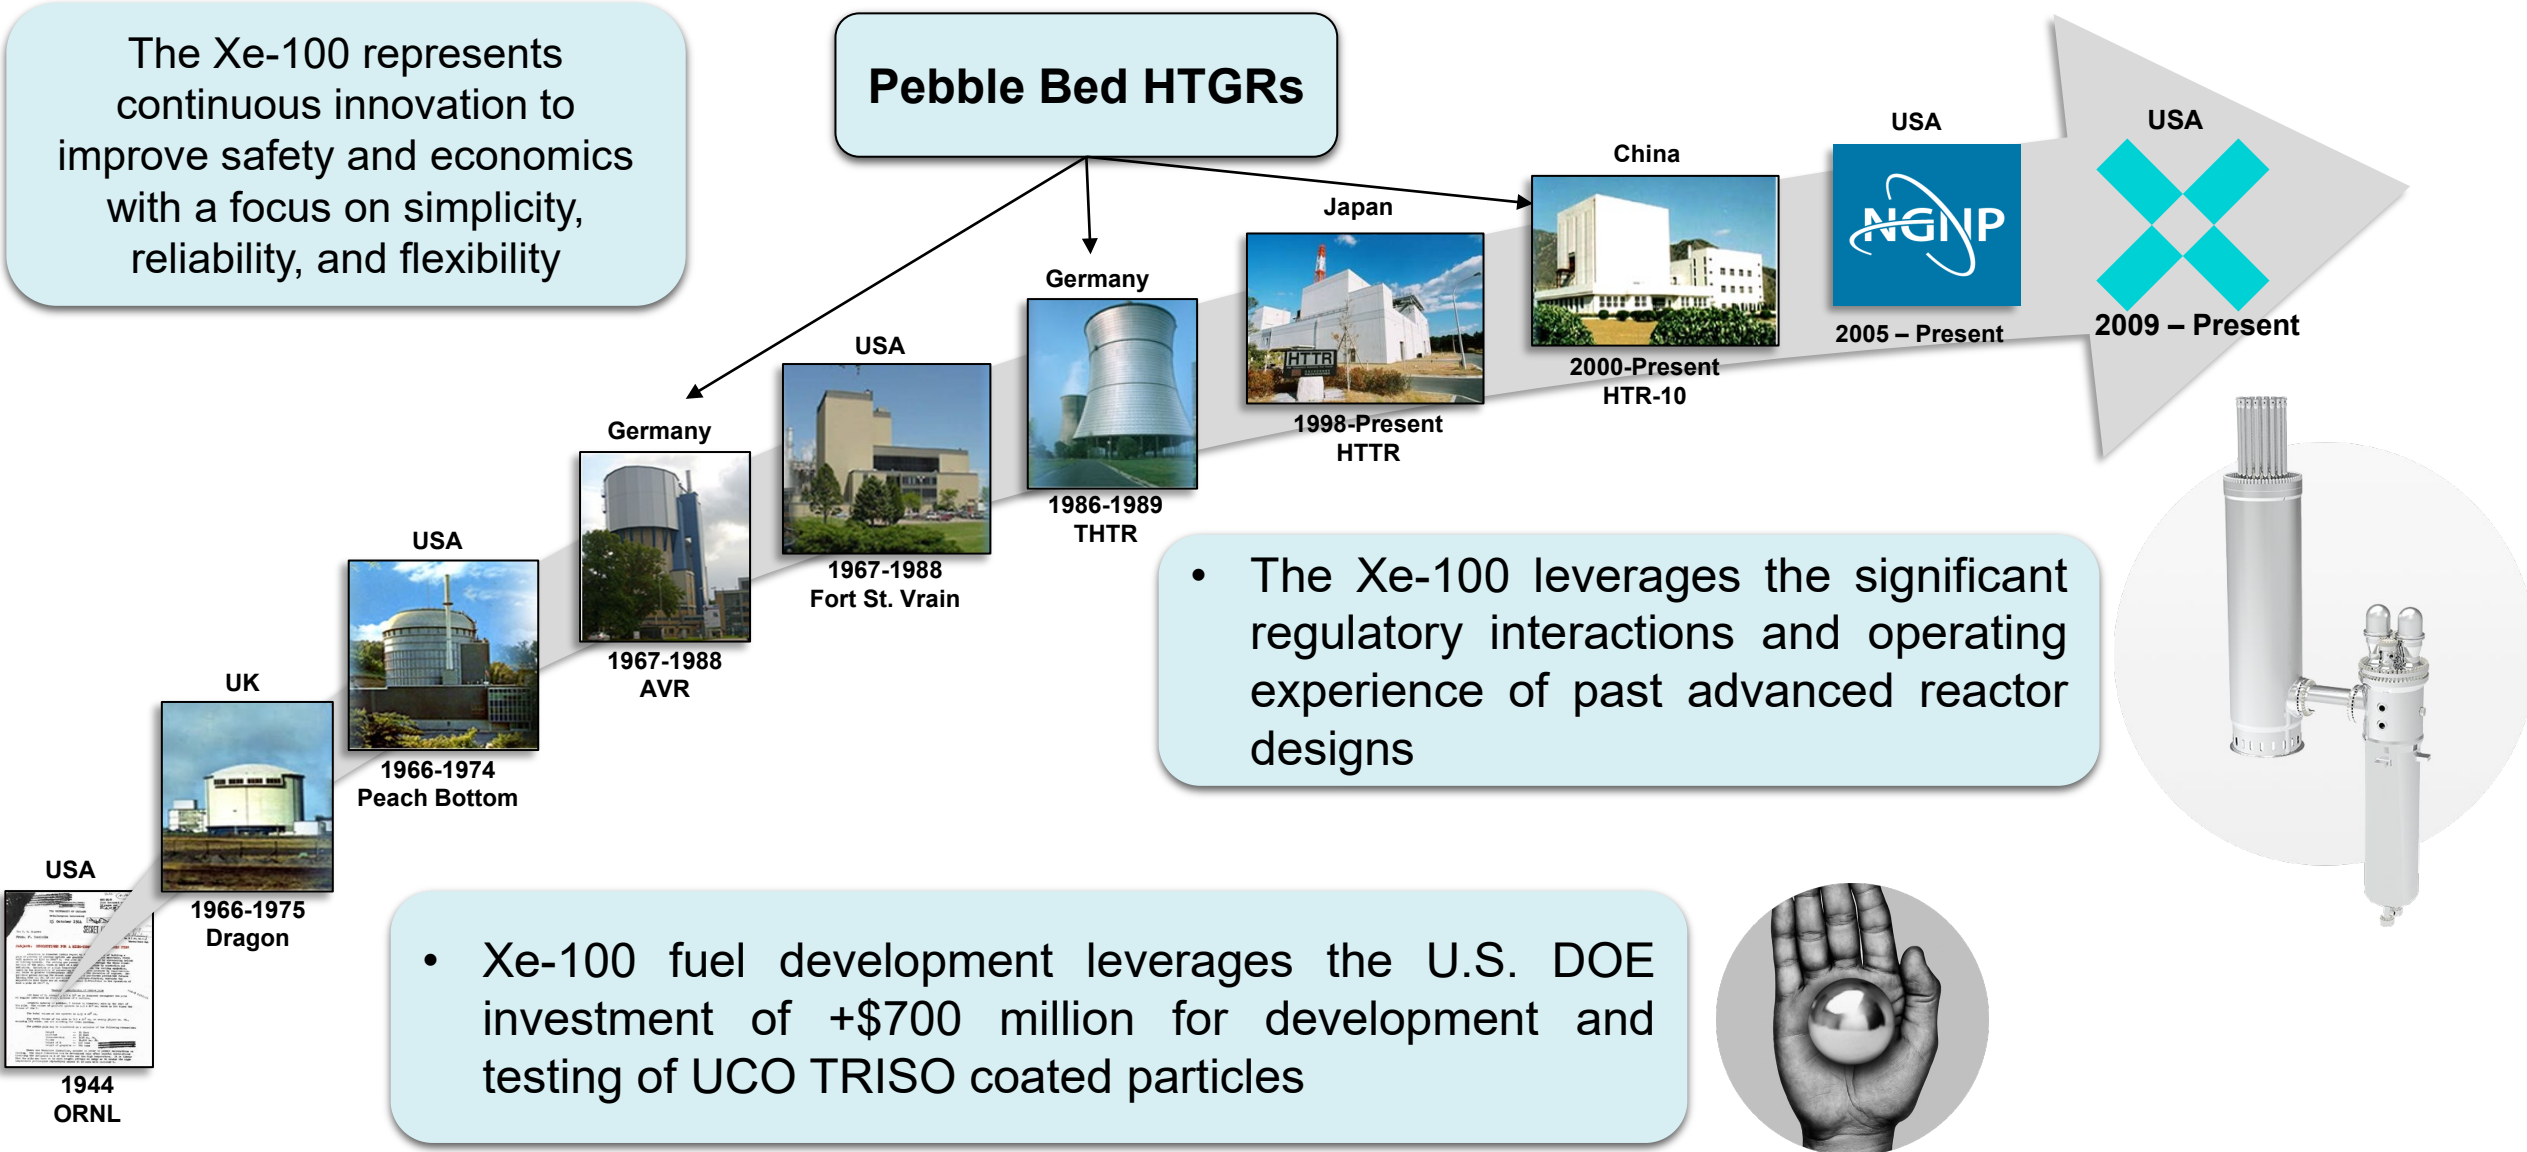 The Xe-100 represents
continuous innovation to
improve safety and economics
with a focus on simplicity,
reliability, and flexibility
Pebble Bed HTGRs
USA
1944
ORNL
UK
1966-1975
Dragon
USA
1966-1974
Peach Bottom
Germany
1967-1988
AVR
USA
1967-1988
Fort St. Vrain
Germany
1986-1989
THTR
Japan
HTTR
1998-Present
HTTR
China
2000-Present
HTR-10
USA
NGNP
2005 – Present
USA
2009 – Present
• The Xe-100 leverages the significant
regulatory interactions and operating
experience of past advanced reactor
designs
• Xe-100 fuel development leverages the U.S. DOE
investment of +$700 million for development and
testing of UCO TRISO coated particles